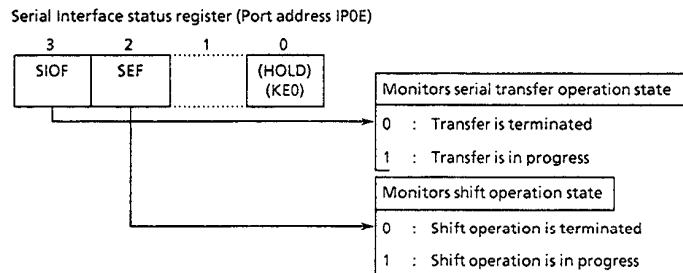 Serial Interface status register (Port address IP0E)
3 2 1 0
SIOF SEF (HOLD)
(KE0)
Monitors serial transfer operation state
0 : Transfer is terminated
1 : Transfer is in progress
Monitors shift operation state
0 : Shift operation is terminated
1 : Shift operation is in progress